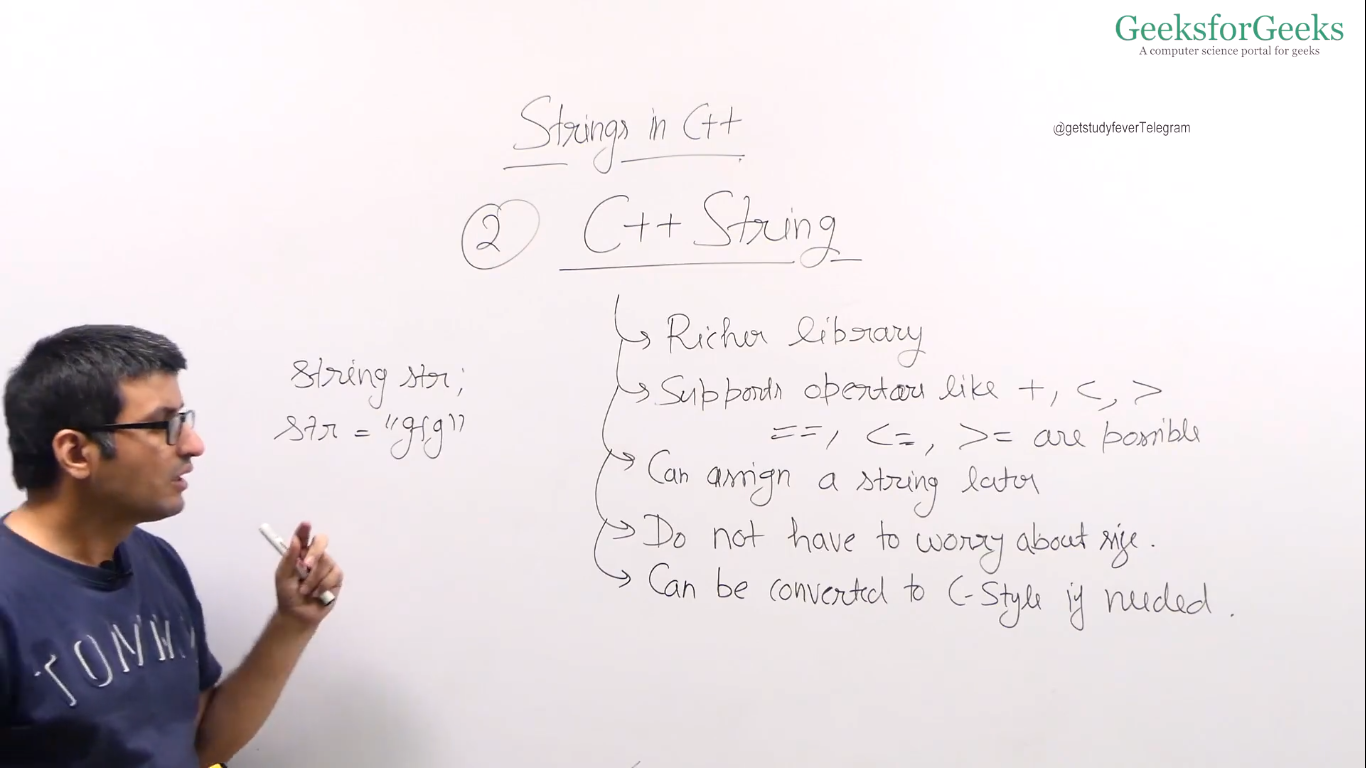 GeeksforGeeks
A computer science portal for geeks
@getstudyfeverTelegram
Strings in C++
2 C++ String
Richer library
Supports opertars like +, <, >
==, <=, >= are possible
Can assign a string later
Do not have to worry about size.
Can be converted to C-Style if needed.
string str;
str = "gfg"
TOMMY